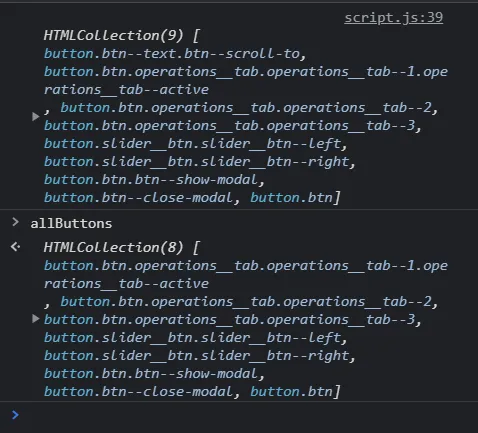 script.js:39
HTMLCollection(9) [
button.btn--text.btn--scroll-to,
button.btn.operations__tab.operations__tab--1.ope
rations__tab--active
, button.btn.operations__tab.operations__tab--2,
button.btn.operations__tab.operations__tab--3,
button.slider__btn.slider__btn--left,
button.slider__btn.slider__btn--right,
button.btn.btn--show-modal,
button.btn--close-modal, button.btn]
allButtons
HTMLCollection(8) [
button.btn.operations__tab.operations__tab--1.ope
rations__tab--active
, button.btn.operations__tab.operations__tab--2,
button.btn.operations__tab.operations__tab--3,
button.slider__btn.slider__btn--left,
button.slider__btn.slider__btn--right,
button.btn.btn--show-modal,
button.btn--close-modal, button.btn]